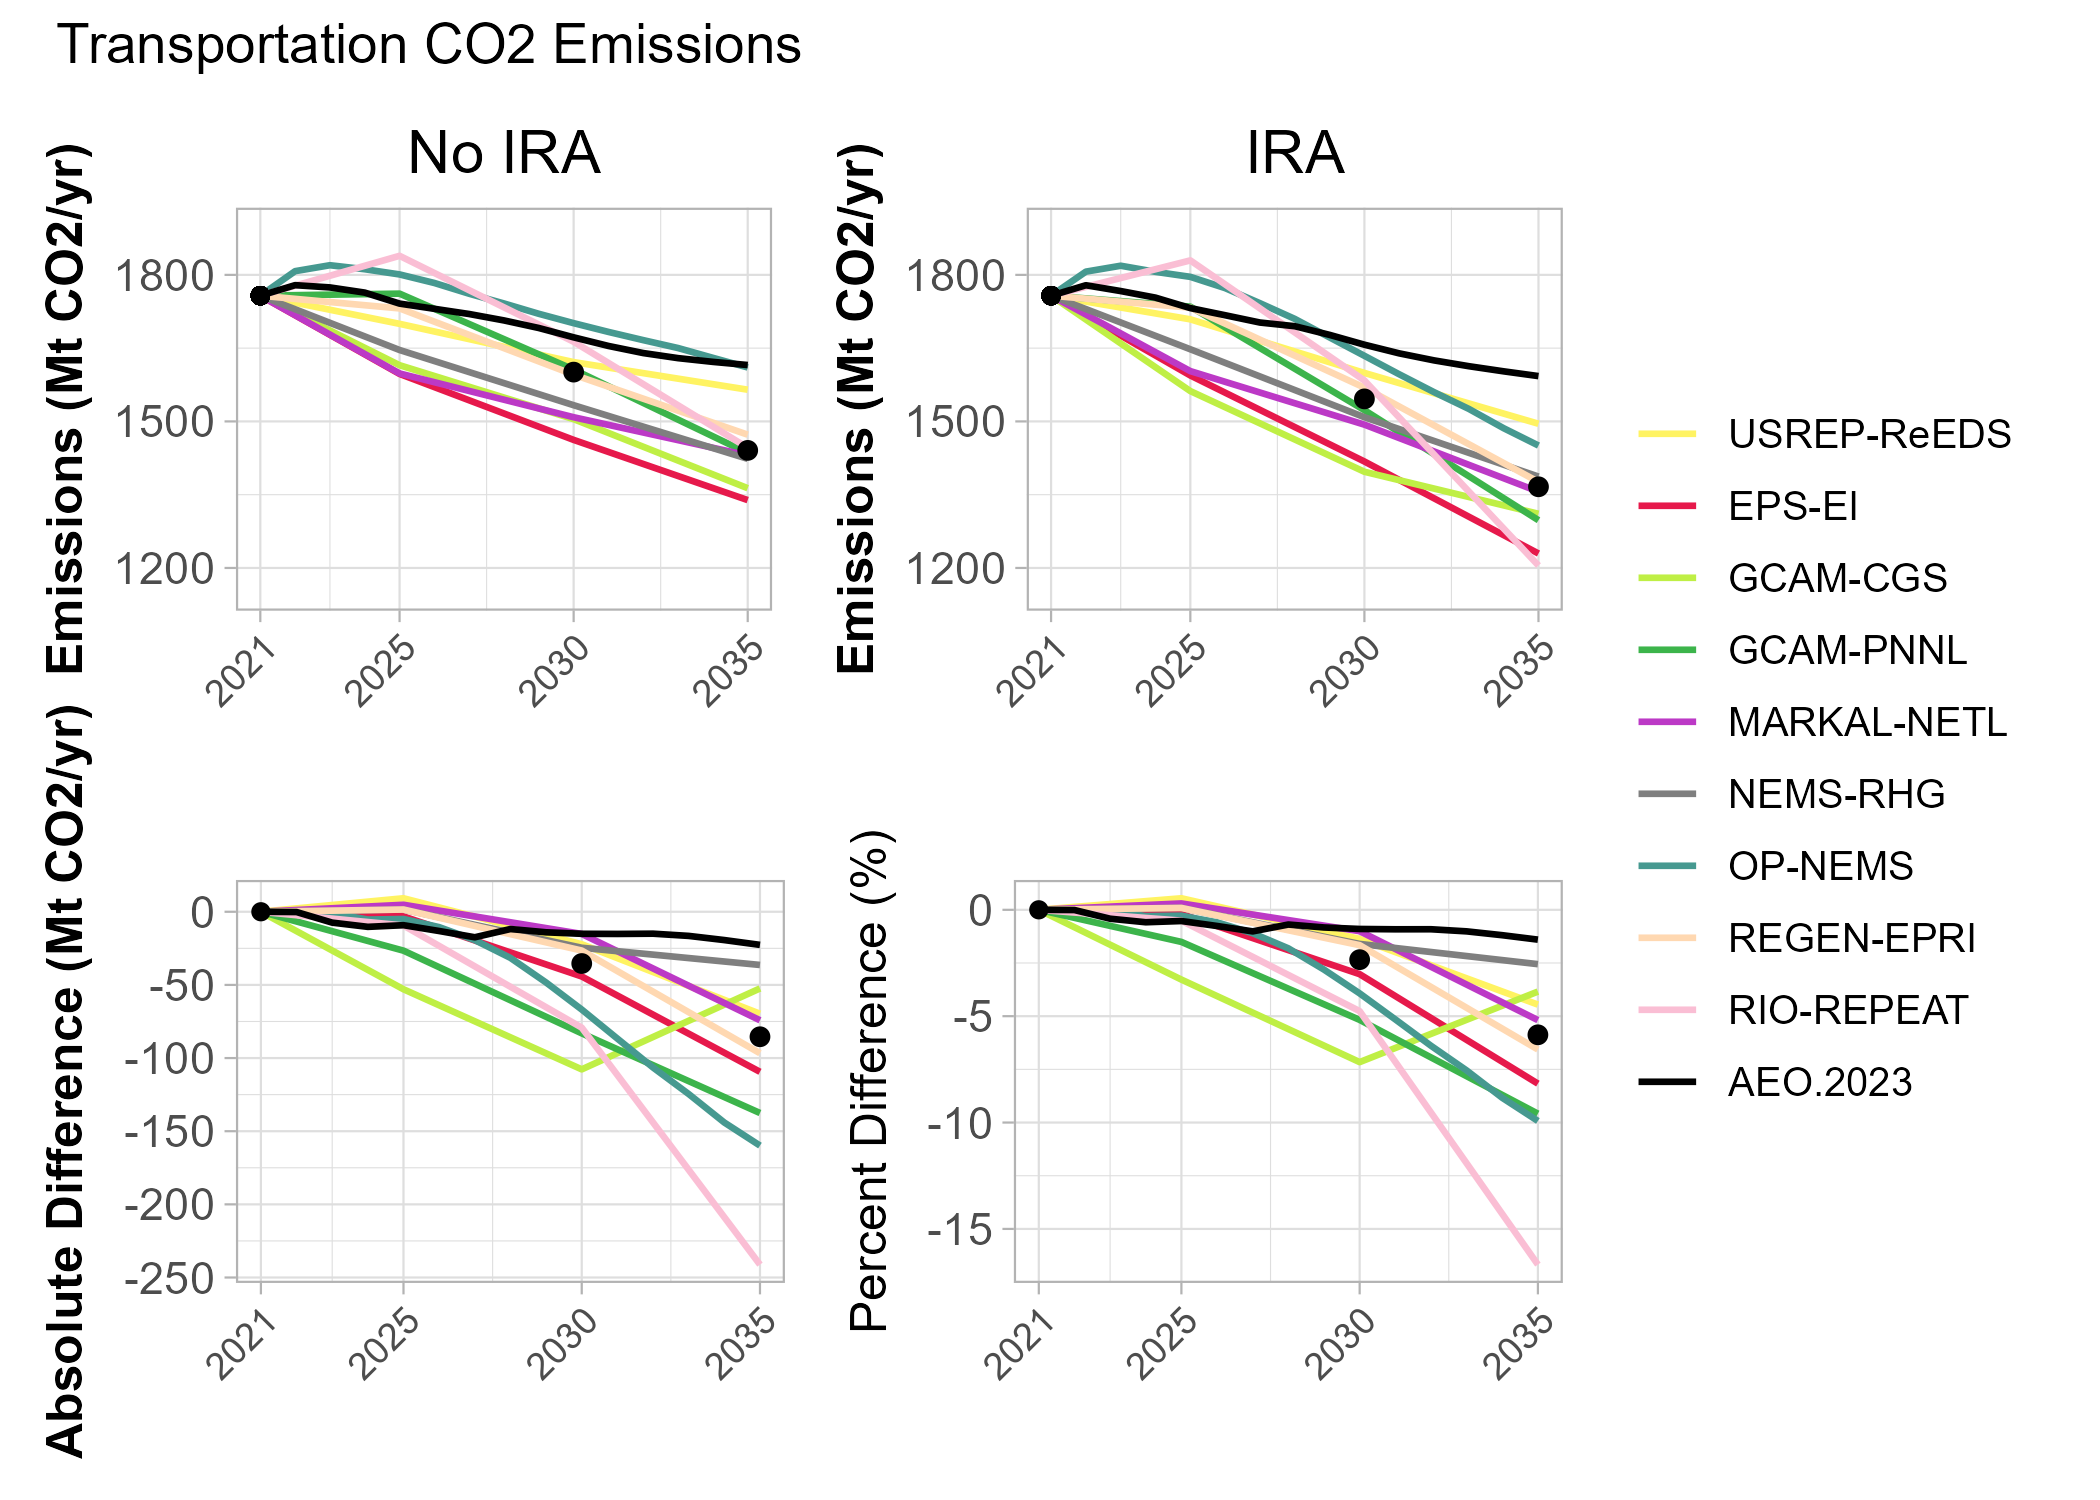 Transportation CO2 Emissions
No IRA
IRA
Emissions (Mt CO2/yr)
1800
1500
1200
2021
2025
2030
2035
Emissions (Mt CO2/yr)
1800
1500
1200
2021
2025
2030
2035
Absolute Difference (Mt CO2/yr)
0
-50
-100
-150
-200
-250
2021
2025
2030
2035
Percent Difference (%)
0
-5
-10
-15
2021
2025
2030
2035
USREP-ReEDS
EPS-EI
GCAM-CGS
GCAM-PNNL
MARKAL-NETL
NEMS-RHG
OP-NEMS
REGEN-EPRI
RIO-REPEAT
AEO.2023